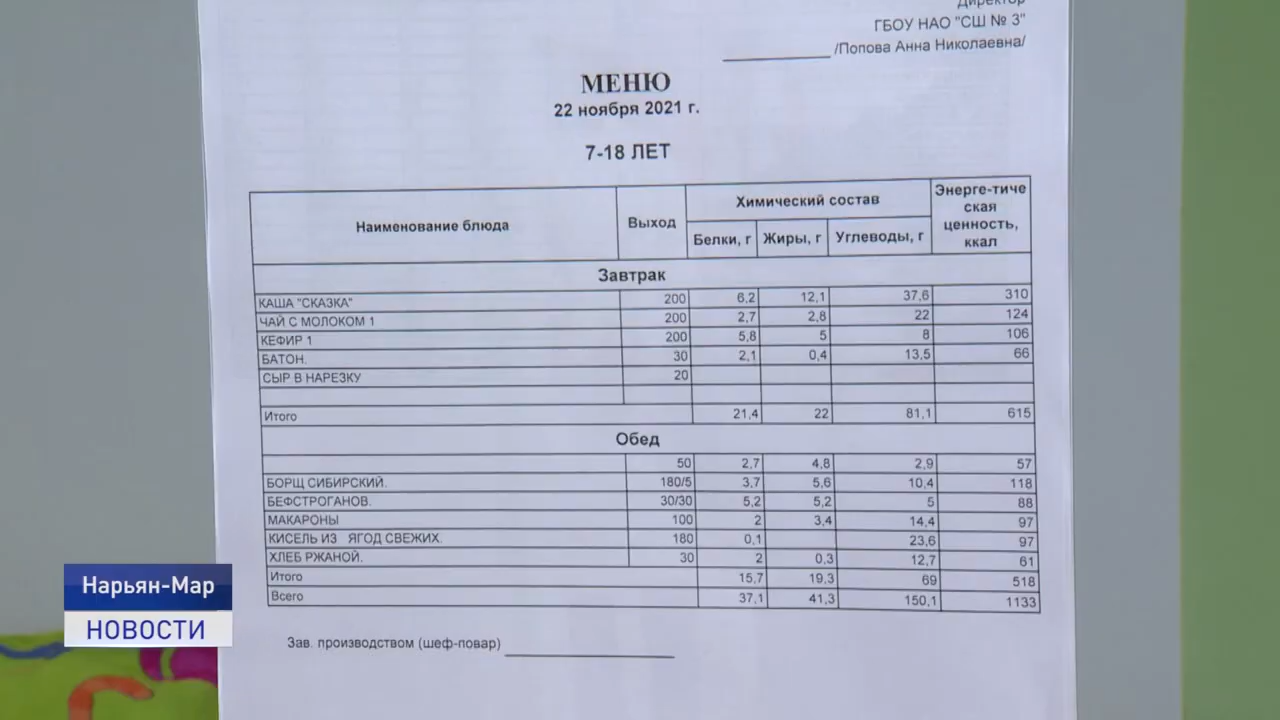 Директор
ГБОУ НАО "СШ № 3"
/Попова Анна Николаевна/
МЕНЮ
22 ноября 2021 г.
7-18 ЛЕТ
Наименование блюда Выход Химический состав Энерге-тиче
ская
ценность,
ккал
Белки, г Жиры, г Углеводы, г
Завтрак
КАША "СКАЗКА" 200 6,2 12,1 37,6 310
ЧАЙ С МОЛОКОМ 1 200 2,7 2,8 22 124
КЕФИР 1 200 5,8 5 8 106
БАТОН. 30 2,1 0,4 13,5 66
СЫР В НАРЕЗКУ 20
Итого 21,4 22 81,1 615
Обед
50 2,7 4,8 2,9 57
БОРЩ СИБИРСКИЙ. 180/5 3,7 5,6 10,4 118
БЕФСТРОГАНОВ. 30/30 5,2 5,2 5 88
МАКАРОНЫ 100 2 3,4 14,4 97
КИСЕЛЬ ИЗ ЯГОД СВЕЖИХ. 180 0,1 23,6 97
ХЛЕБ РЖАНОЙ. 30 2 0,3 12,7 61
Итого 15,7 19,3 69 518
Всего 37,1 41,3 150,1 1133
Зав. производством (шеф-повар)
Нарьян-Мар
НОВОСТИ